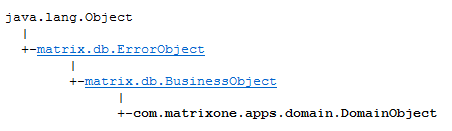 java.lang.Object
|
+-matrix.db.ErrorObject
|
+-matrix.db.BusinessObject
|
+-com.matrixone.apps.domain.DomainObject